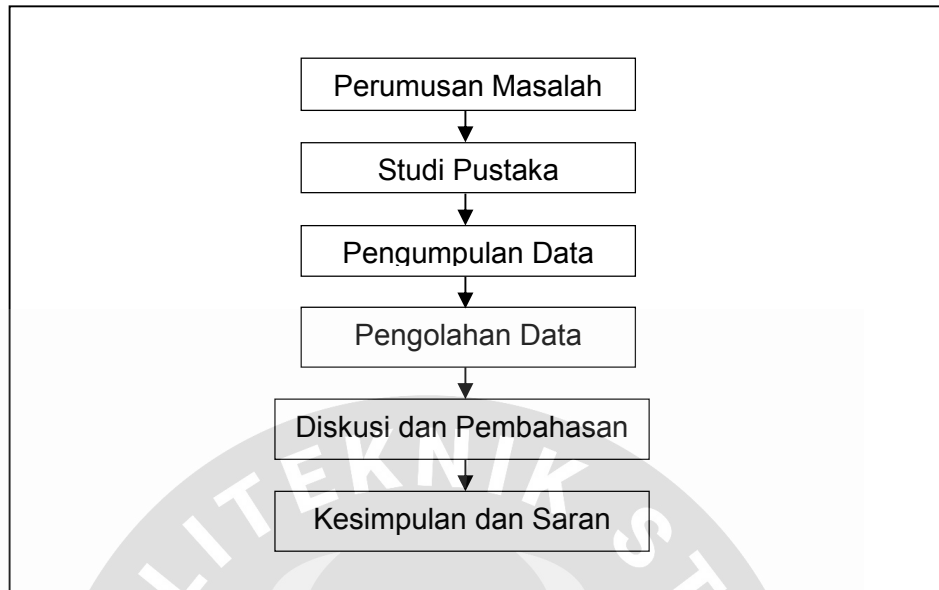 Perumusan Masalah
Studi Pustaka
Pengumpulan Data
Pengolahan Data
Diskusi dan Pembahasan
Kesimpulan dan Saran